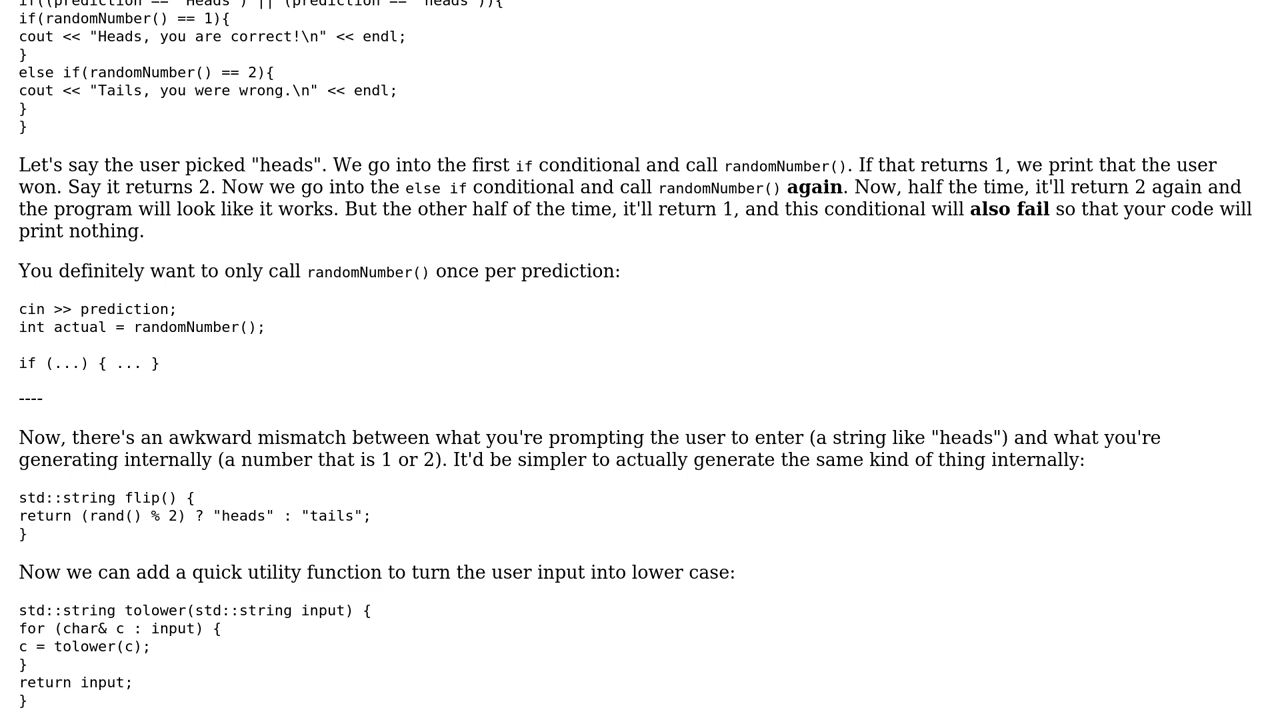 if((prediction == "Heads") || (prediction == "heads")){
if(randomNumber() == 1){
cout << "Heads, you are correct!\n" << endl;
}
else if(randomNumber() == 2){
cout << "Tails, you were wrong.\n" << endl;
}
}
Let's say the user picked "heads". We go into the first if conditional and call randomNumber(). If that returns 1, we print that the user
won. Say it returns 2. Now we go into the else if conditional and call randomNumber() again. Now, half the time, it'll return 2 again and
the program will look like it works. But the other half of the time, it'll return 1, and this conditional will also fail so that your code will
print nothing.
You definitely want to only call randomNumber() once per prediction:
cin >> prediction;
int actual = randomNumber();
if (...) { ... }
----
Now, there's an awkward mismatch between what you're prompting the user to enter (a string like "heads") and what you're
generating internally (a number that is 1 or 2). It'd be simpler to actually generate the same kind of thing internally:
std::string flip() {
return (rand() % 2) ? "heads" : "tails";
}
Now we can add a quick utility function to turn the user input into lower case:
std::string tolower(std::string input) {
for (char& c : input) {
c = tolower(c);
}
return input;
}